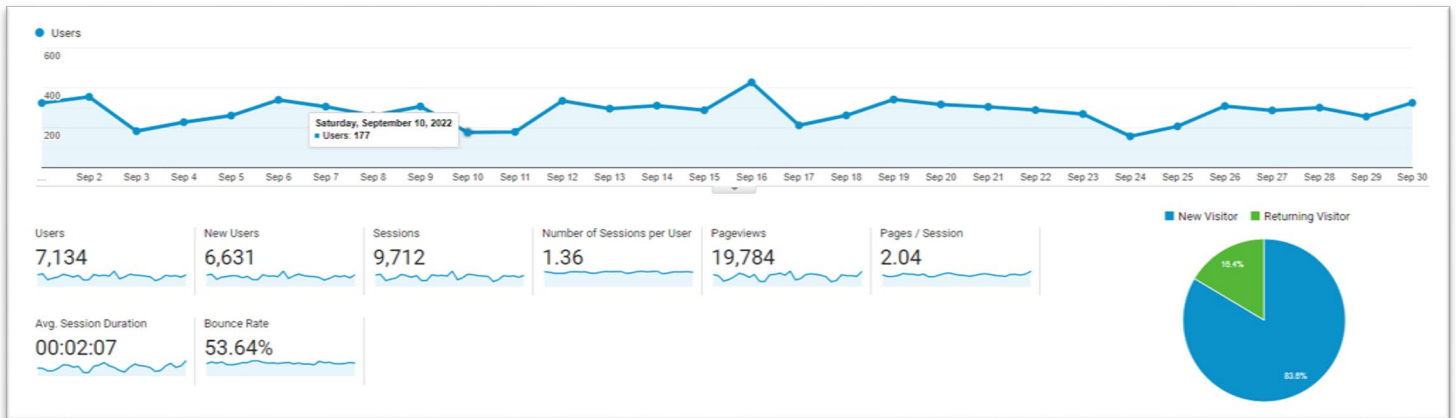 Users
600
400
200
Saturday, September 10, 2022
Users: 177
... Sep 2 Sep 3 Sep 4 Sep 5 Sep 6 Sep 7 Sep 8 Sep 9 Sep 10 Sep 11 Sep 12 Sep 13 Sep 14 Sep 15 Sep 16 Sep 17 Sep 18 Sep 19 Sep 20 Sep 21 Sep 22 Sep 23 Sep 24 Sep 25 Sep 26 Sep 27 Sep 28 Sep 29 Sep 30
New Visitor Returning Visitor
Users New Users Sessions Number of Sessions per User Pageviews Pages / Session
7,134 6,631 9,712 1.36 19,784 2.04
16.4%
Avg. Session Duration Bounce Rate
00:02:07 53.64%
83.6%